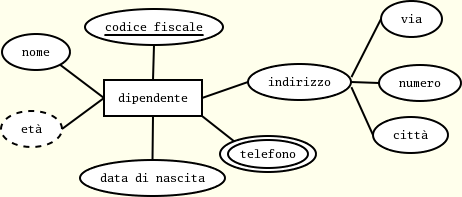 codice fiscale
via
nome
indirizzo
numero
dipendente
età
città
telefono
data di nascita